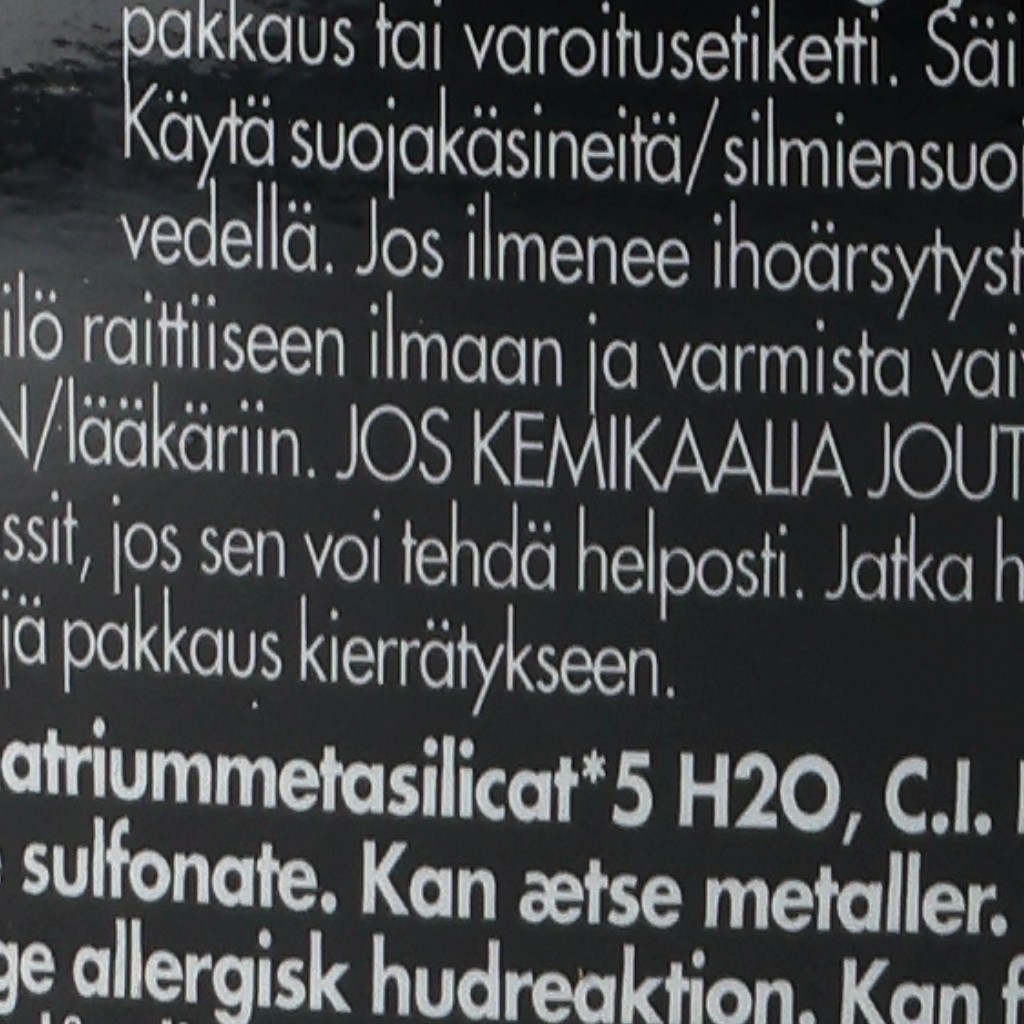 pakkaus tai varoitusetiketti. Säi
Käytä suojakäsineitä/silmiensuoj
vedellä. Jos ilmenee ihoärsytyst
ilö raittiiseen ilmaan ja varmista vai
N/lääkäriin. JOS KEMIKAALIA JOUT
ssit, jos sen voi tehdä helposti. Jatka h
jä pakkaus kierrätykseen.
atriummetasilicat*5 H2O, C.I.
sulfonate. Kan ætse metaller.
ge allergisk hudreaktion. Kan f